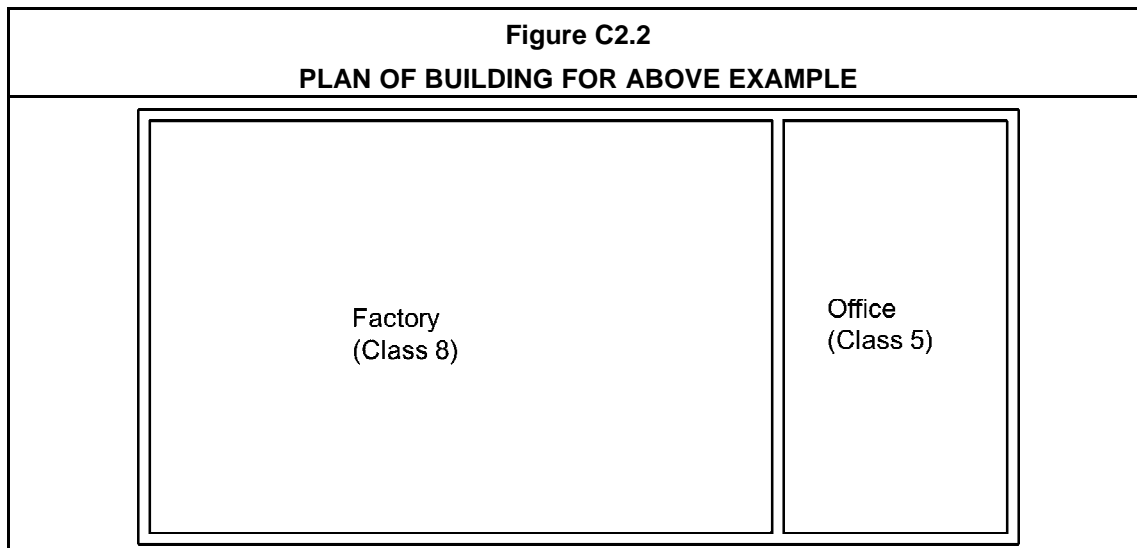 Figure C2.2
PLAN OF BUILDING FOR ABOVE EXAMPLE
Factory
(Class 8)
Office
(Class 5)